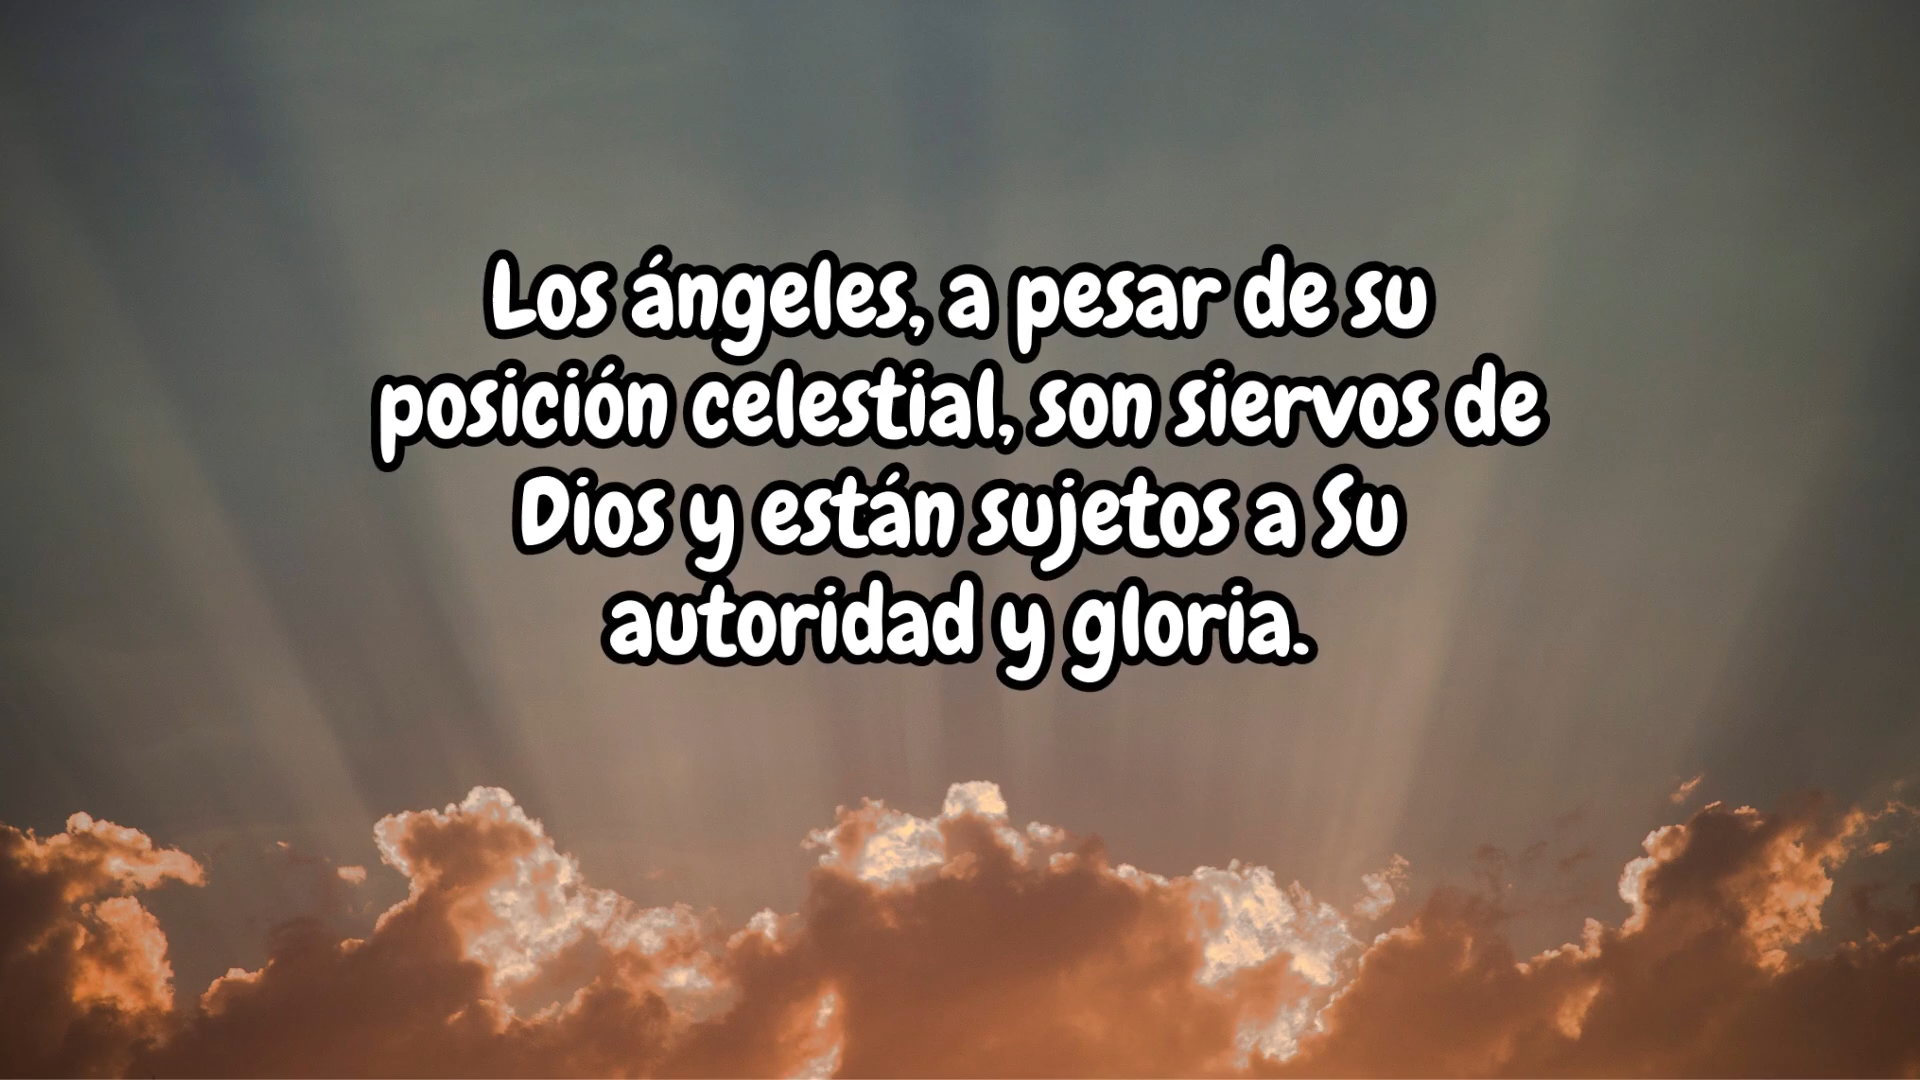 Los ángeles, a pesar de su
posición celestial, son siervos de
Dios y están sujetos a Su
autoridad y gloria.